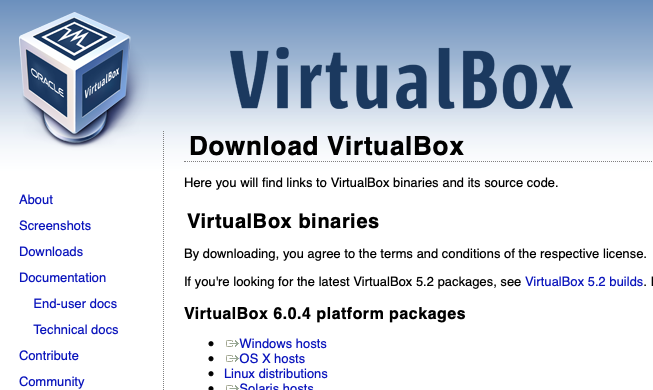 ORACLE
VirtualBox
VirtualBox
Download VirtualBox
Here you will find links to VirtualBox binaries and its source code.
VirtualBox binaries
By downloading, you agree to the terms and conditions of the respective license.
If you're looking for the latest VirtualBox 5.2 packages, see VirtualBox 5.2 builds.
VirtualBox 6.0.4 platform packages
Windows hosts
OS X hosts
Linux distributions
Solaris hosts
About
Screenshots
Downloads
Documentation
End-user docs
Technical docs
Contribute
Community